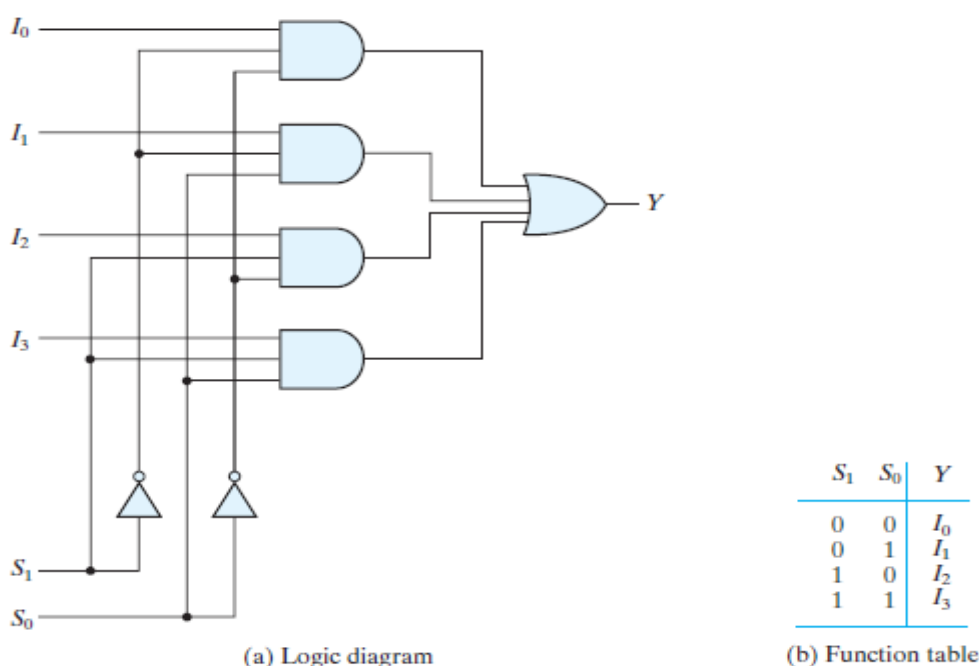 I₀
I₁
I₂
I₃
Y
S₁
S₀
(a) Logic diagram
S₁ S₀ Y
0 0 I₀
0 1 I₁
1 0 I₂
1 1 I₃
(b) Function table